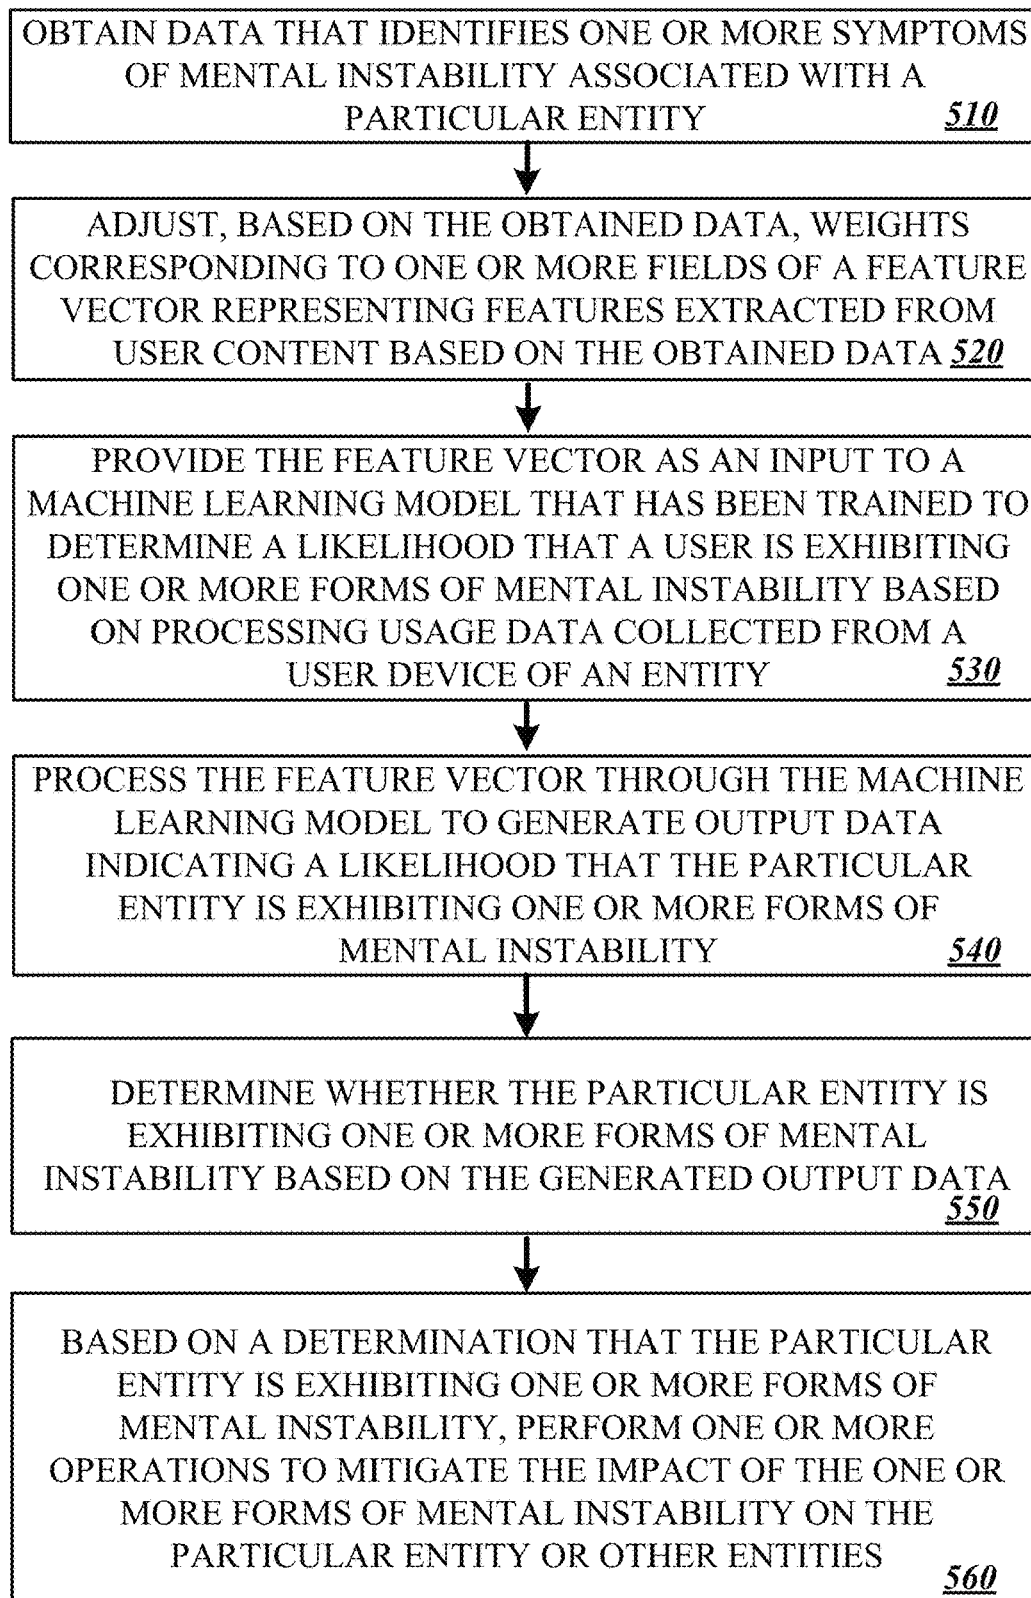 OBTAIN DATA THAT IDENTIFIES ONE OR MORE SYMPTOMS
OF MENTAL INSTABILITY ASSOCIATED WITH A
PARTICULAR ENTITY 510
ADJUST, BASED ON THE OBTAINED DATA, WEIGHTS
CORRESPONDING TO ONE OR MORE FIELDS OF A FEATURE
VECTOR REPRESENTING FEATURES EXTRACTED FROM
USER CONTENT BASED ON THE OBTAINED DATA 520
PROVIDE THE FEATURE VECTOR AS AN INPUT TO A
MACHINE LEARNING MODEL THAT HAS BEEN TRAINED TO
DETERMINE A LIKELIHOOD THAT A USER IS EXHIBITING
ONE OR MORE FORMS OF MENTAL INSTABILITY BASED
ON PROCESSING USAGE DATA COLLECTED FROM A
USER DEVICE OF AN ENTITY 530
PROCESS THE FEATURE VECTOR THROUGH THE MACHINE
LEARNING MODEL TO GENERATE OUTPUT DATA
INDICATING A LIKELIHOOD THAT THE PARTICULAR
ENTITY IS EXHIBITING ONE OR MORE FORMS OF
MENTAL INSTABILITY 540
DETERMINE WHETHER THE PARTICULAR ENTITY IS
EXHIBITING ONE OR MORE FORMS OF MENTAL
INSTABILITY BASED ON THE GENERATED OUTPUT DATA
550
BASED ON A DETERMINATION THAT THE PARTICULAR
ENTITY IS EXHIBITING ONE OR MORE FORMS OF
MENTAL INSTABILITY, PERFORM ONE OR MORE
OPERATIONS TO MITIGATE THE IMPACT OF THE ONE OR
MORE FORMS OF MENTAL INSTABILITY ON THE
PARTICULAR ENTITY OR OTHER ENTITIES
560